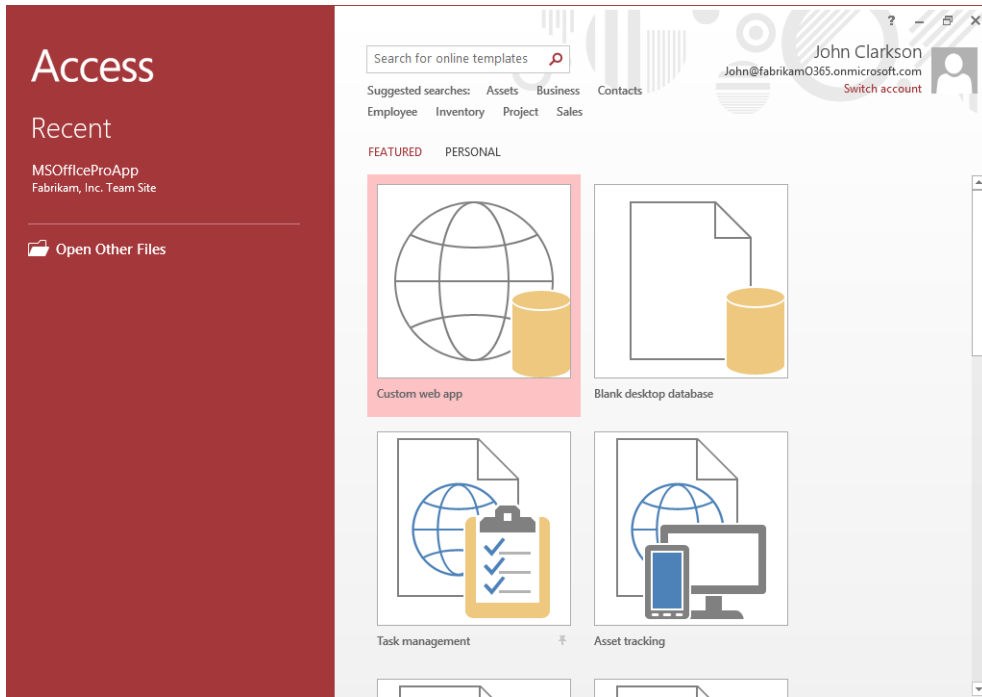 Access
Recent
MSOffIceProApp
Fabrikam, Inc. Team Site
Open Other Files
?
John Clarkson
John@fabrikamO365.onmicrosoft.com
Switch account
Search for online templates
Suggested searches: Assets Business Contacts
Employee Inventory Project Sales
FEATURED PERSONAL
Custom web app
Blank desktop database
Task management
Asset tracking